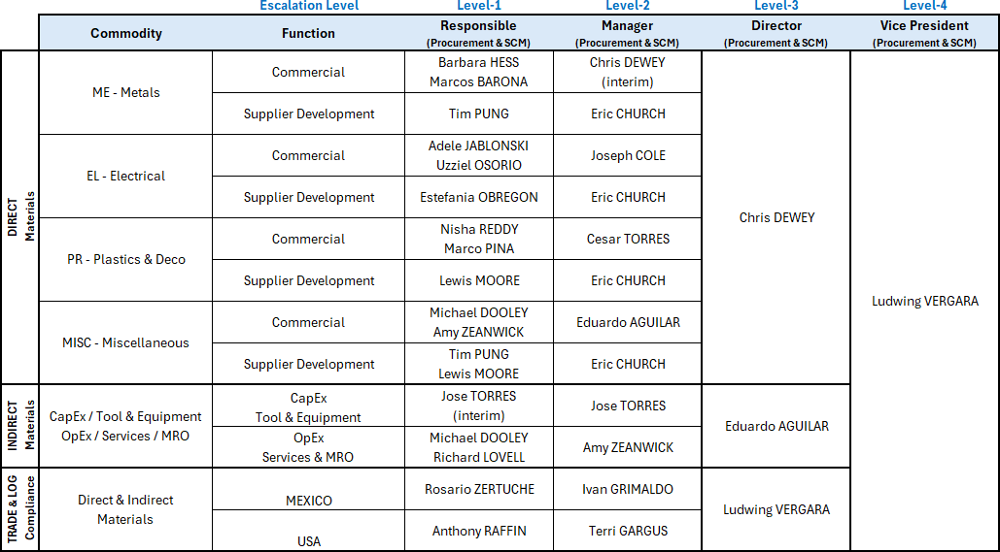 Escalation Level Level-1 Level-2 Level-3 Level-4
Commodity Function Responsible Manager Director Vice President
(Procurement & SCM) (Procurement & SCM) (Procurement & SCM) (Procurement & SCM)
DIRECT
Materials
ME - Metals
Commercial
Barbara HESS
Marcos BARONA
Chris DEWEY
(interim)
Supplier Development
Tim PUNG
Eric CHURCH
EL - Electrical
Commercial
Adele JABLONSKI
Uzziel OSORIO
Joseph COLE
Supplier Development
Estefania OBREGON
Eric CHURCH
PR - Plastics & Deco
Commercial
Nisha REDDY
Marco PINA
Cesar TORRES
Supplier Development
Lewis MOORE
Eric CHURCH
MISC - Miscellaneous
Commercial
Michael DOOLEY
Amy ZEANWICK
Eduardo AGUILAR
Supplier Development
Tim PUNG
Lewis MOORE
Eric CHURCH
Chris DEWEY
Ludwing VERGARA
INDIRECT
Materials
CapEx / Tool & Equipment
OpEx / Services / MRO
CapEx
Tool & Equipment
Jose TORRES
(interim)
Jose TORRES
OpEx
Services & MRO
Michael DOOLEY
Richard LOVELL
Amy ZEANWICK
Eduardo AGUILAR
TRADE & LOG
Compliance
Direct & Indirect
Materials
MEXICO
Rosario ZERTUCHE
Ivan GRIMALDO
USA
Anthony RAFFIN
Terri GARGUS
Ludwing VERGARA